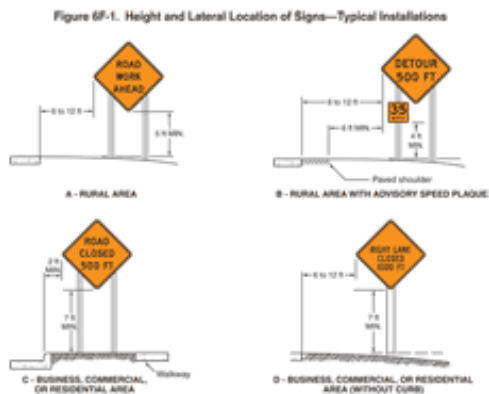 Figure 6F-1. Height and Lateral Location of Signs—Typical Installations
ROAD
WORK
AHEAD
6 to 12 ft
5 ft MIN.
A - RURAL AREA
DETOUR
500 FT
35
6 to 12 ft
6 ft MIN.
4 ft
MIN.
Paved shoulder
B - RURAL AREA WITH ADVISORY SPEED PLAQUE
ROAD
CLOSED
500 FT
2 ft
MIN.
7 ft
MIN.
Walkway
C - BUSINESS, COMMERCIAL,
OR RESIDENTIAL AREA
RIGHT LANE
CLOSED
1000 FT
6 to 12 ft
7 ft
MIN.
D - BUSINESS, COMMERCIAL, OR RESIDENTIAL
AREA (WITHOUT CURB)